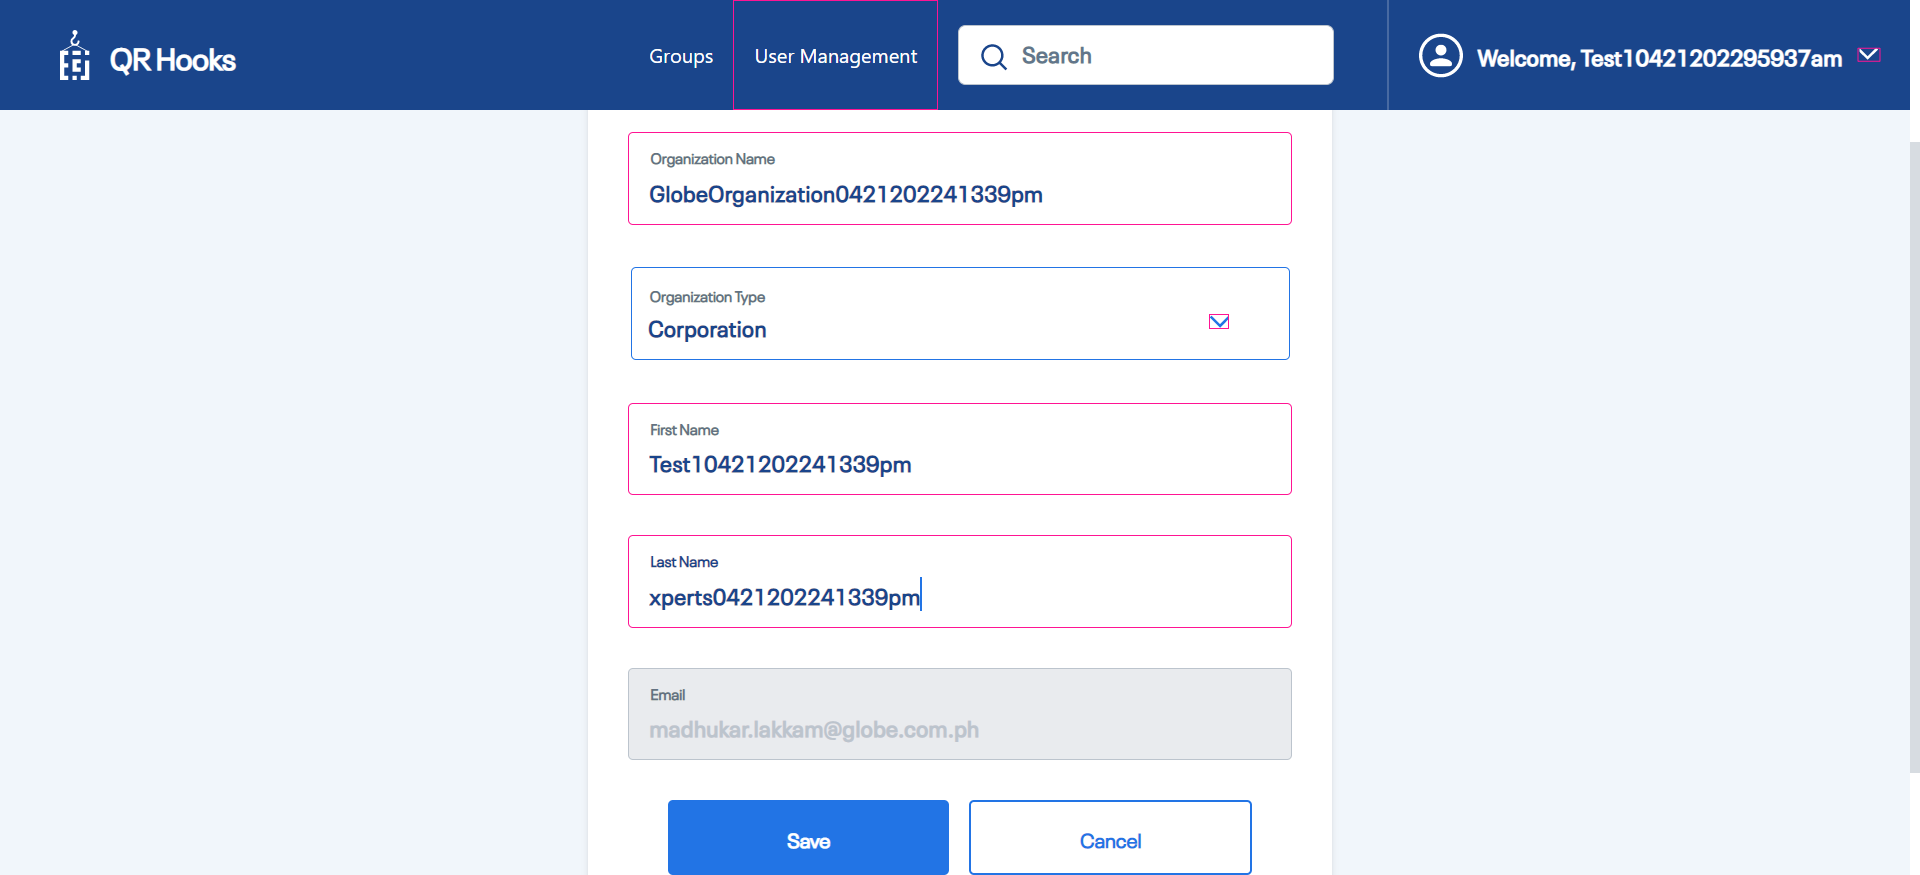 QR Hooks
Groups
User Management
Search
Welcome, Test10421202295937am
Organization Name
GlobeOrganization0421202241339pm
Organization Type
Corporation
First Name
Test10421202241339pm
Last Name
xperts0421202241339pm
Email
madhukar.lakkam@globe.com.ph
Save
Cancel